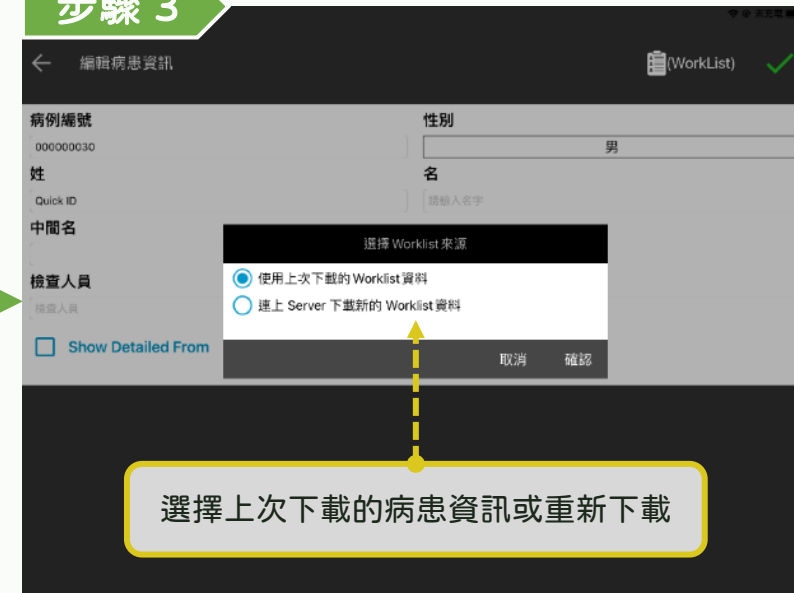 步驟 3
未充電
編輯病患資訊
(WorkList)
病例編號
性別
000000030
男
姓
名
Quick ID
請輸入名字
中間名
選擇 Worklist 來源
使用上次下載的 Worklist 資料
檢查人員
連上 Server 下載新的 Worklist 資料
檢查人員
Show Detailed From
取消
確認
選擇上次下載的病患資訊或重新下載